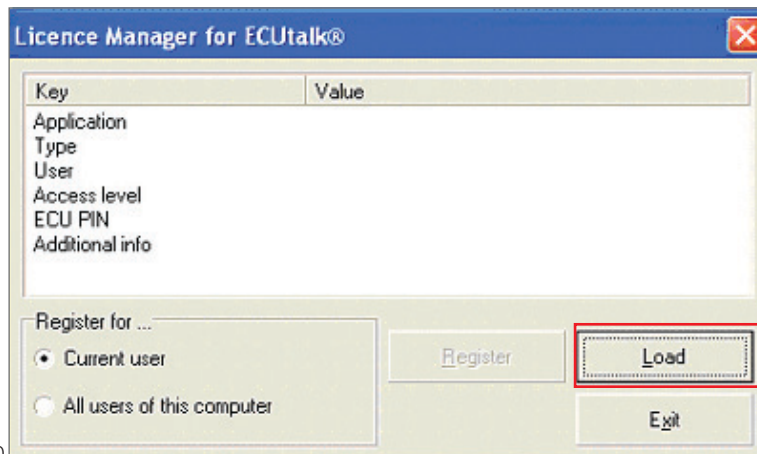 Licence Manager for ECUtalk®
Key Value
Application
Type
User
Access level
ECU PIN
Additional info
Register for ...
Current user
All users of this computer
Register
Load
Exit